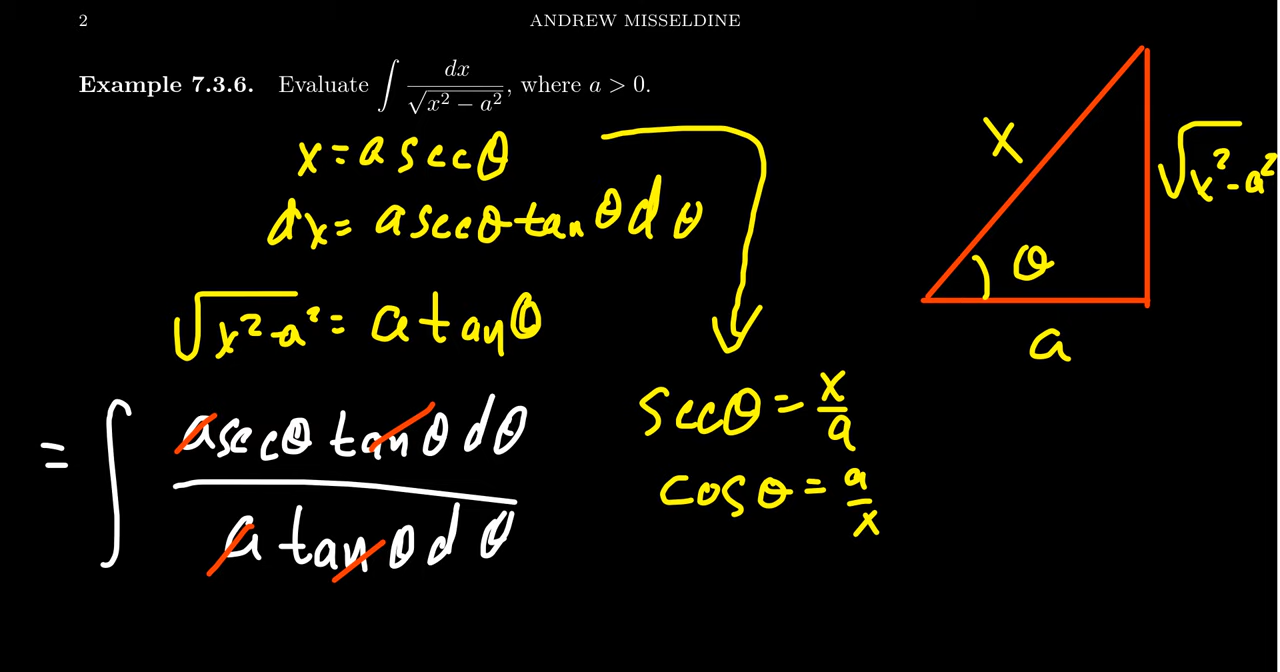 2 ANDREW MISSELDINE
Example 7.3.6. Evaluate ∫ dx / √(x² − a²), where a > 0.
x = a secθ
dx = a secθ tanθ dθ
√(x² - a²) = a tanθ
= ∫ (a secθ tanθ dθ) / (a tanθ dθ)
secθ = x/a
cosθ = a/x
x
√(x² - a²)
θ
a